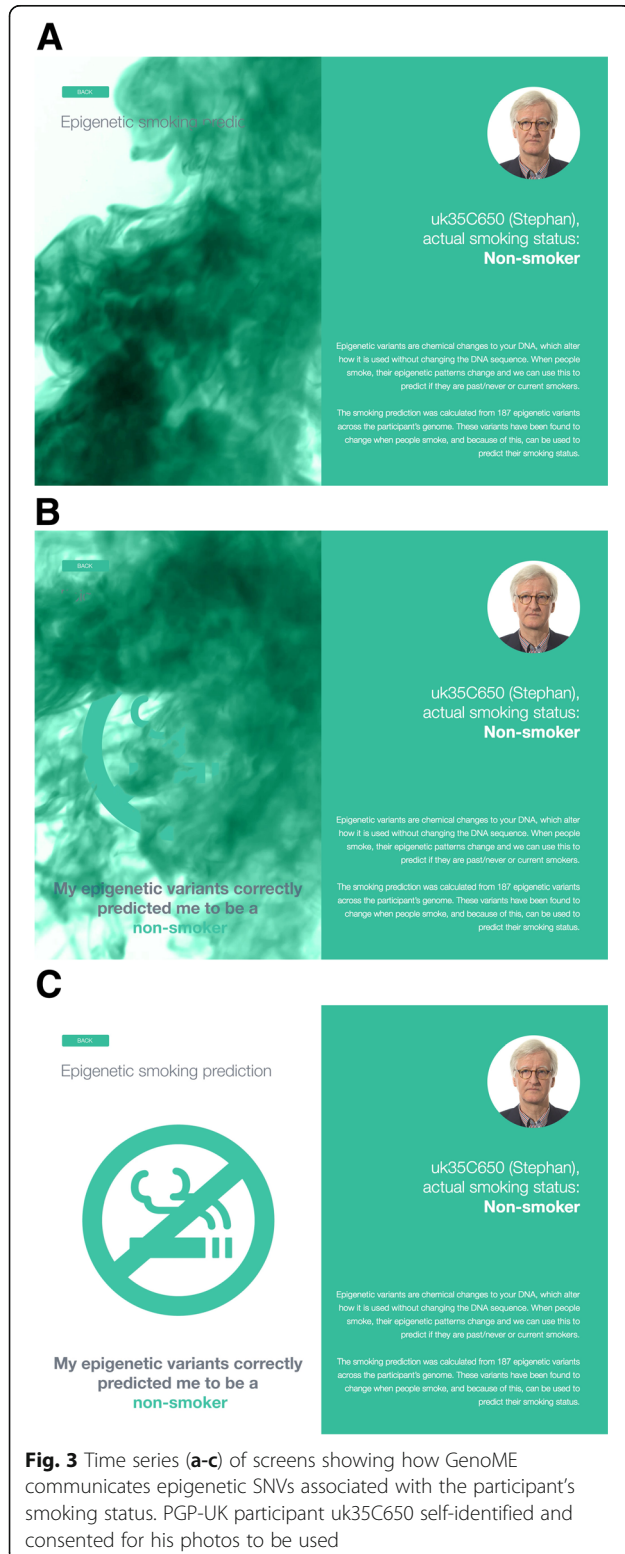 A
BACK
Epigenetic smoking predic
uk35C650 (Stephan),
actual smoking status:
Non-smoker
Epigenetic variants are chemical changes to your DNA, which alter
how it is used without changing the DNA sequence. When people
smoke, their epigenetic patterns change and we can use this to
predict if they are past/never or current smokers.
The smoking prediction was calculated from 187 epigenetic variants
across the participant's genome. These variants have been found to
change when people smoke, and because of this, can be used to
predict their smoking status.
B
BACK
My epigenetic variants correctly
predicted me to be a
non-smoker
uk35C650 (Stephan),
actual smoking status:
Non-smoker
Epigenetic variants are chemical changes to your DNA, which alter
how it is used without changing the DNA sequence. When people
smoke, their epigenetic patterns change and we can use this to
predict if they are past/never or current smokers.
The smoking prediction was calculated from 187 epigenetic variants
across the participant's genome. These variants have been found to
change when people smoke, and because of this, can be used to
predict their smoking status.
C
BACK
Epigenetic smoking prediction
My epigenetic variants correctly
predicted me to be a
non-smoker
uk35C650 (Stephan),
actual smoking status:
Non-smoker
Epigenetic variants are chemical changes to your DNA, which alter
how it is used without changing the DNA sequence. When people
smoke, their epigenetic patterns change and we can use this to
predict if they are past/never or current smokers.
The smoking prediction was calculated from 187 epigenetic variants
across the participant's genome. These variants have been found to
change when people smoke, and because of this, can be used to
predict their smoking status.
Fig. 3 Time series (a-c) of screens showing how GenoME
communicates epigenetic SNVs associated with the participant's
smoking status. PGP-UK participant uk35C650 self-identified and
consented for his photos to be used